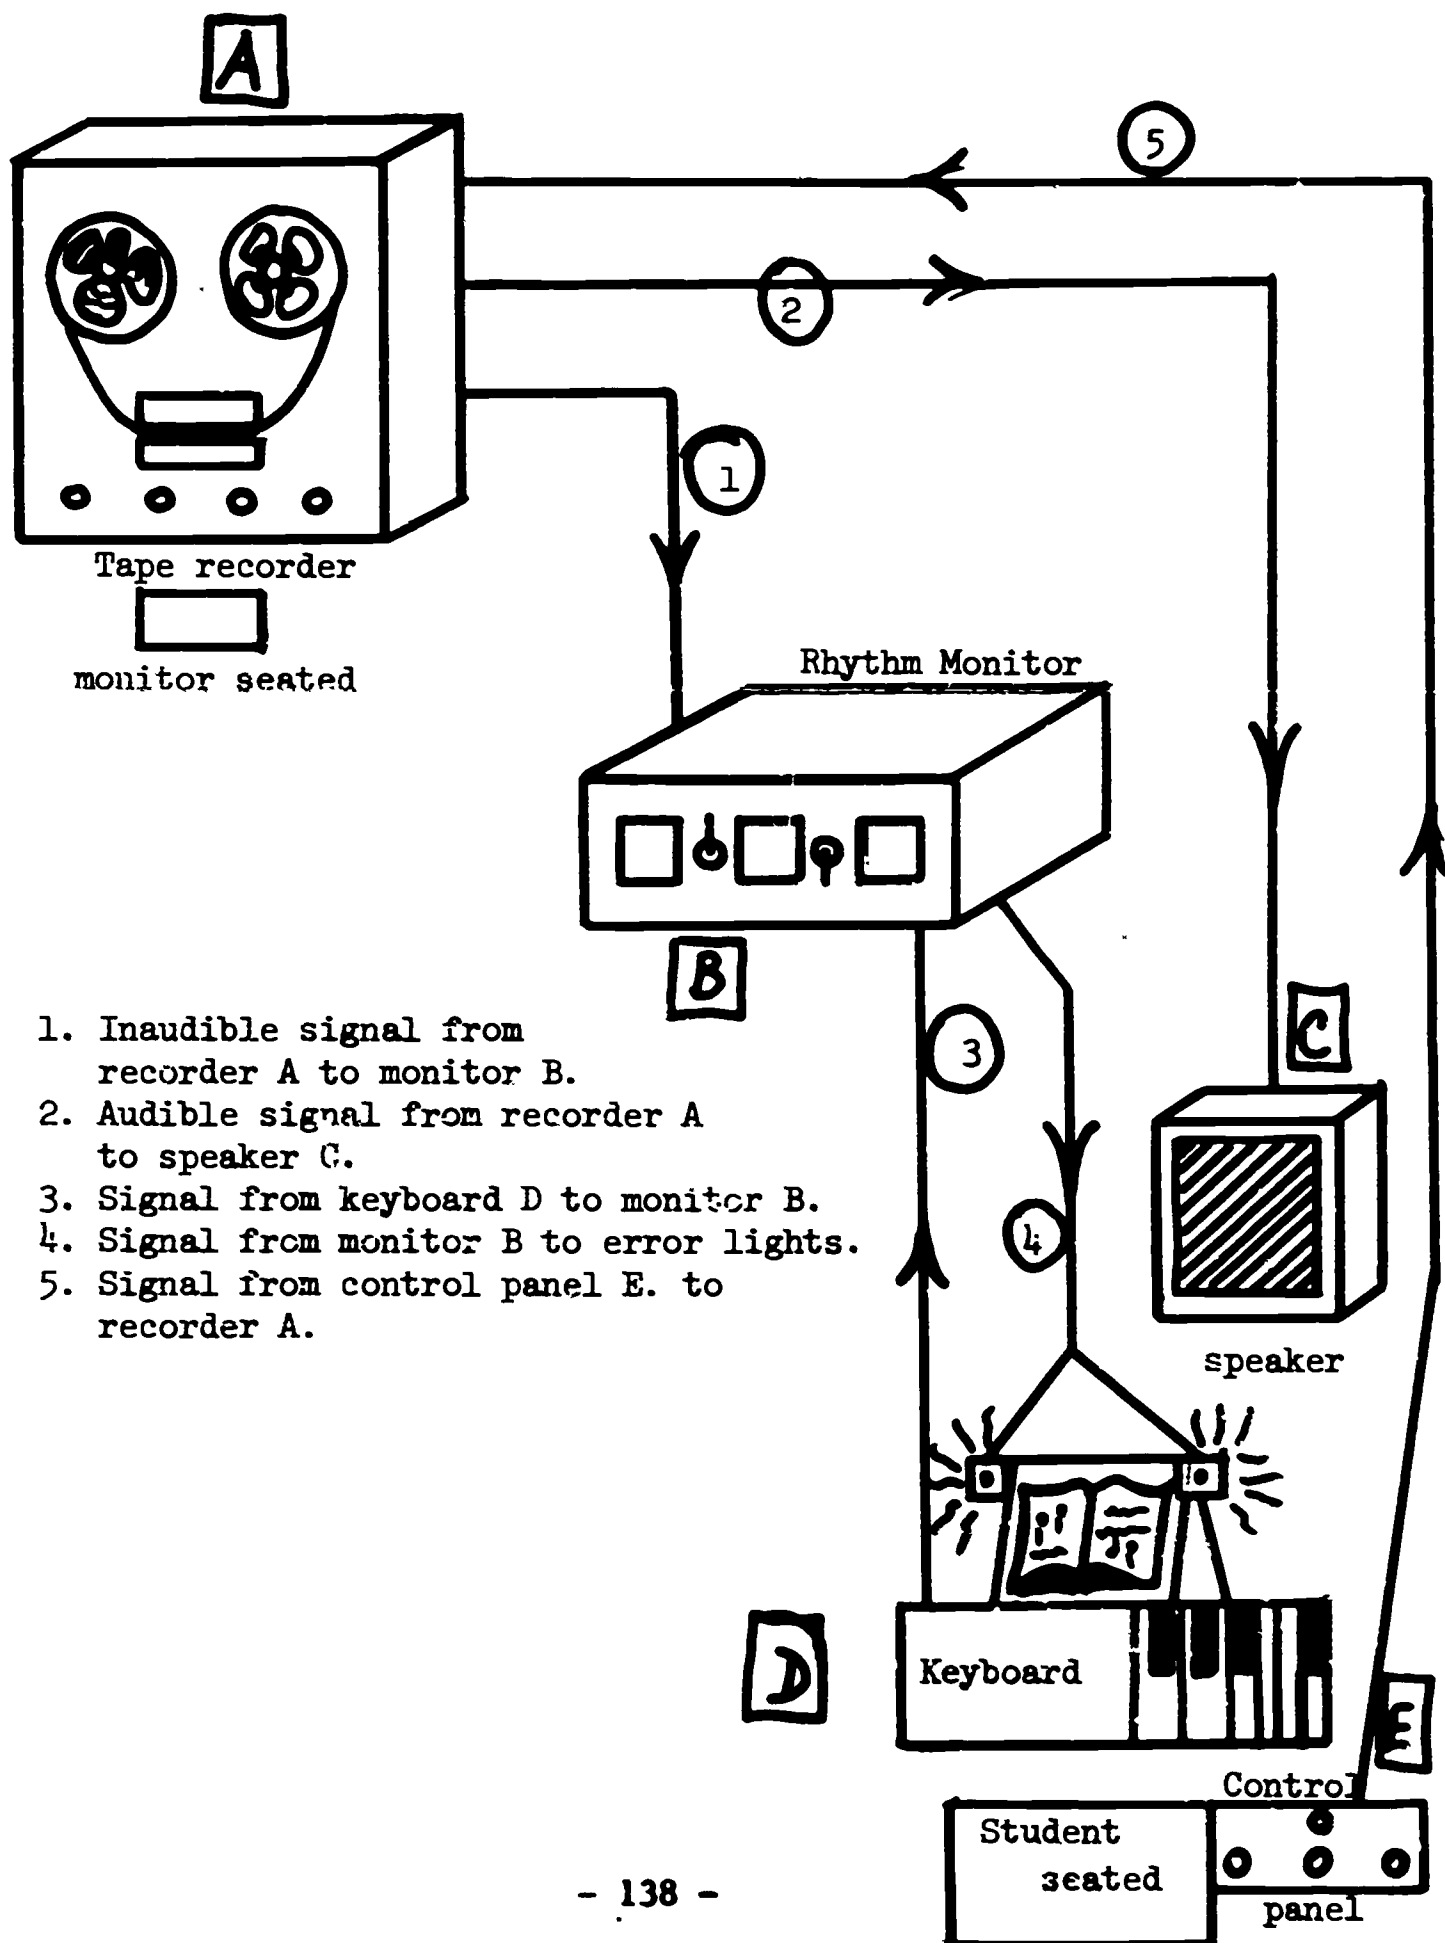 A
5
2
1
Tape recorder
monitor seated
Rhythm Monitor
B
C
3
1. Inaudible signal from
recorder A to monitor B.
2. Audible signal from recorder A
to speaker C.
3. Signal from keyboard D to monitor B.
4. Signal from monitor B to error lights.
5. Signal from control panel E. to
recorder A.
4
speaker
D
Keyboard
E
Control
Student
seated
panel
- 138 -